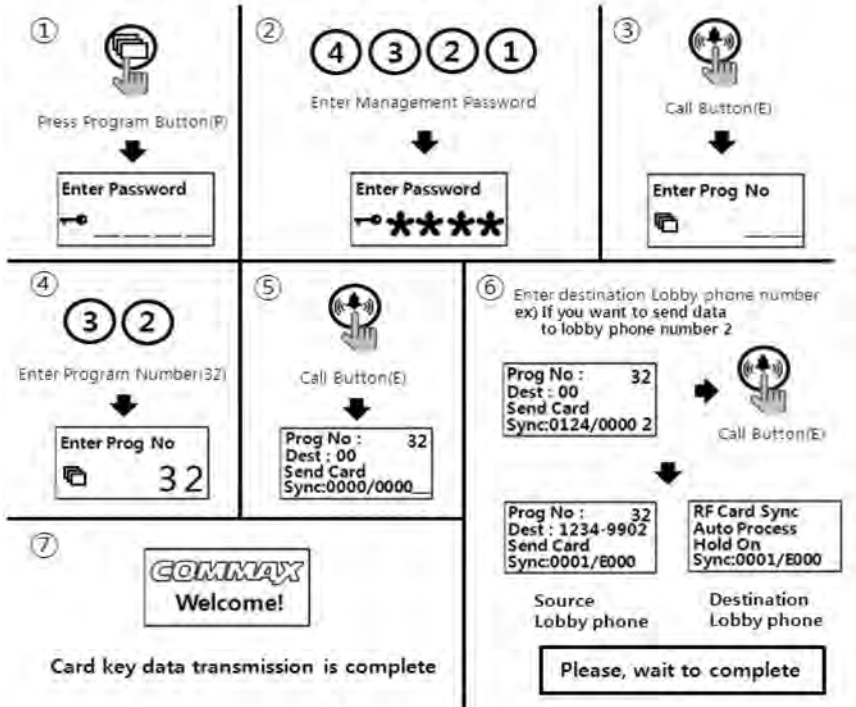 ①
Press Program Button(P)
Enter Password
②
4 3 2 1
Enter Management Password
Enter Password
****
③
Call Button(E)
Enter Prog No
④
3 2
Enter Program Number(32)
Enter Prog No
32
⑤
Call Button(E)
Prog No : 32
Dest : 00
Send Card
Sync:0000/0000__
⑥
Enter destination Lobby phone number
ex) If you want to send data
to lobby phone number 2
Prog No : 32
Dest : 00
Send Card
Sync:0124/0000 2
Call Button(E)
Prog No : 32
Dest : 1234-9902
Send Card
Sync:0001/E000
Source
Lobby phone
RF Card Sync
Auto Process
Hold On
Sync:0001/E000
Destination
Lobby phone
Please, wait to complete
⑦
COMMAX
Welcome!
Card key data transmission is complete